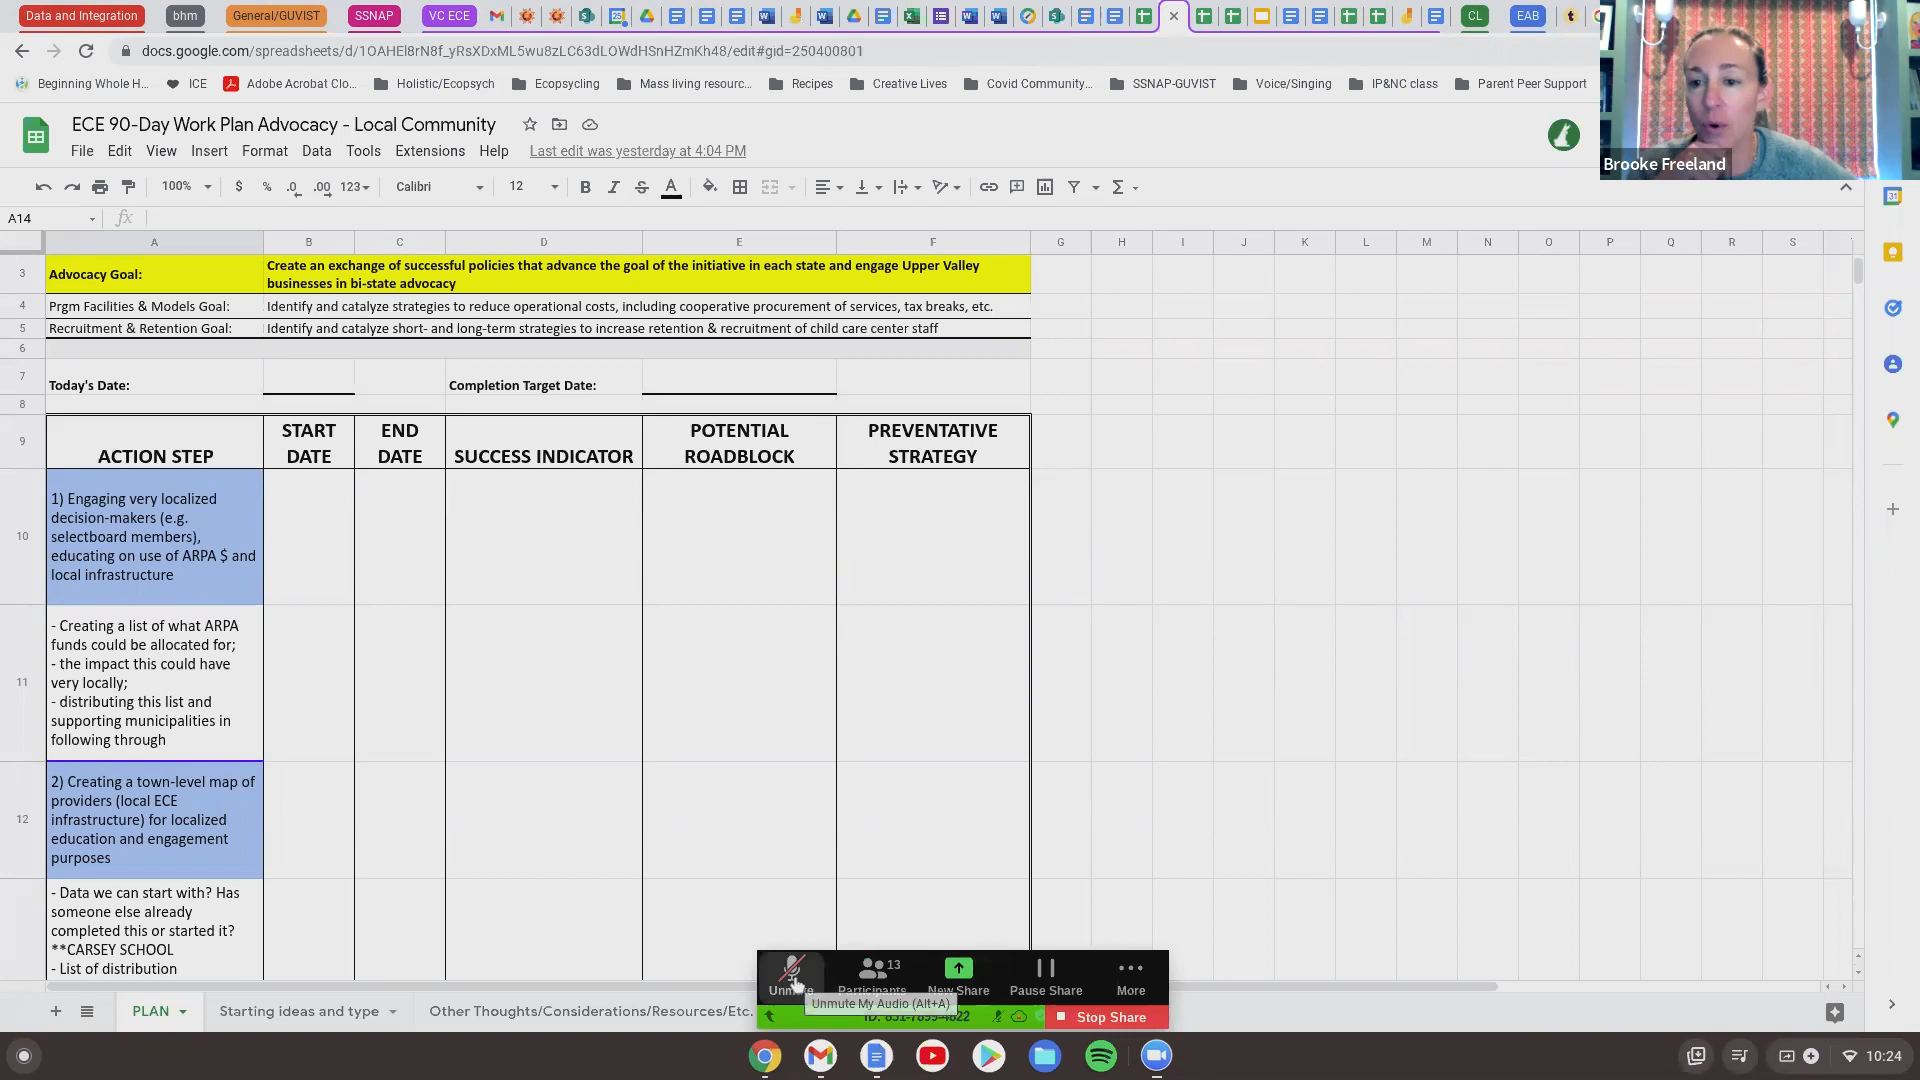 Data and Integration
bhm
General/GUVIST
SSNAP
VC ECE
CL
EAB
docs.google.com/spreadsheets/d/1OAHEl8rN8f_yRsXDxML5wu8zLC63dLOWdHSnHZmKh48/edit#gid=250400801
Beginning Whole H...
ICE
Adobe Acrobat Clo...
Holistic/Ecopsych
Ecopsycling
Mass living resourc...
Recipes
Creative Lives
Covid Community...
SSNAP-GUVIST
Voice/Singing
IP&NC class
Parent Peer Support
Brooke Freeland
ECE 90-Day Work Plan Advocacy - Local Community
File Edit View Insert Format Data Tools Extensions Help Last edit was yesterday at 4:04 PM
100% $ % .0 .00 123 Calibri 12 B I S A
A14 fx
A B C D E F G H I J K L M N O P Q R S
3
Advocacy Goal:
Create an exchange of successful policies that advance the goal of the initiative in each state and engage Upper Valley
businesses in bi-state advocacy
4
Prgm Facilities & Models Goal:
Identify and catalyze strategies to reduce operational costs, including cooperative procurement of services, tax breaks, etc.
5
Recruitment & Retention Goal:
Identify and catalyze short- and long-term strategies to increase retention & recruitment of child care center staff
6
7
Today's Date:
Completion Target Date:
8
9
ACTION STEP
START
DATE
END
DATE
SUCCESS INDICATOR
POTENTIAL
ROADBLOCK
PREVENTATIVE
STRATEGY
10
1) Engaging very localized
decision-makers (e.g.
selectboard members),
educating on use of ARPA $ and
local infrastructure
11
- Creating a list of what ARPA
funds could be allocated for;
- the impact this could have
very locally;
- distributing this list and
supporting municipalities in
following through
12
2) Creating a town-level map of
providers (local ECE
infrastructure) for localized
education and engagement
purposes
- Data we can start with? Has
someone else already
completed this or started it?
**CARSEY SCHOOL
- List of distribution
13
Unmute
Participants
New Share
Pause Share
More
Unmute My Audio (Alt+A)
Stop Share
PLAN
Starting ideas and type
Other Thoughts/Considerations/Resources/Etc.
10:24